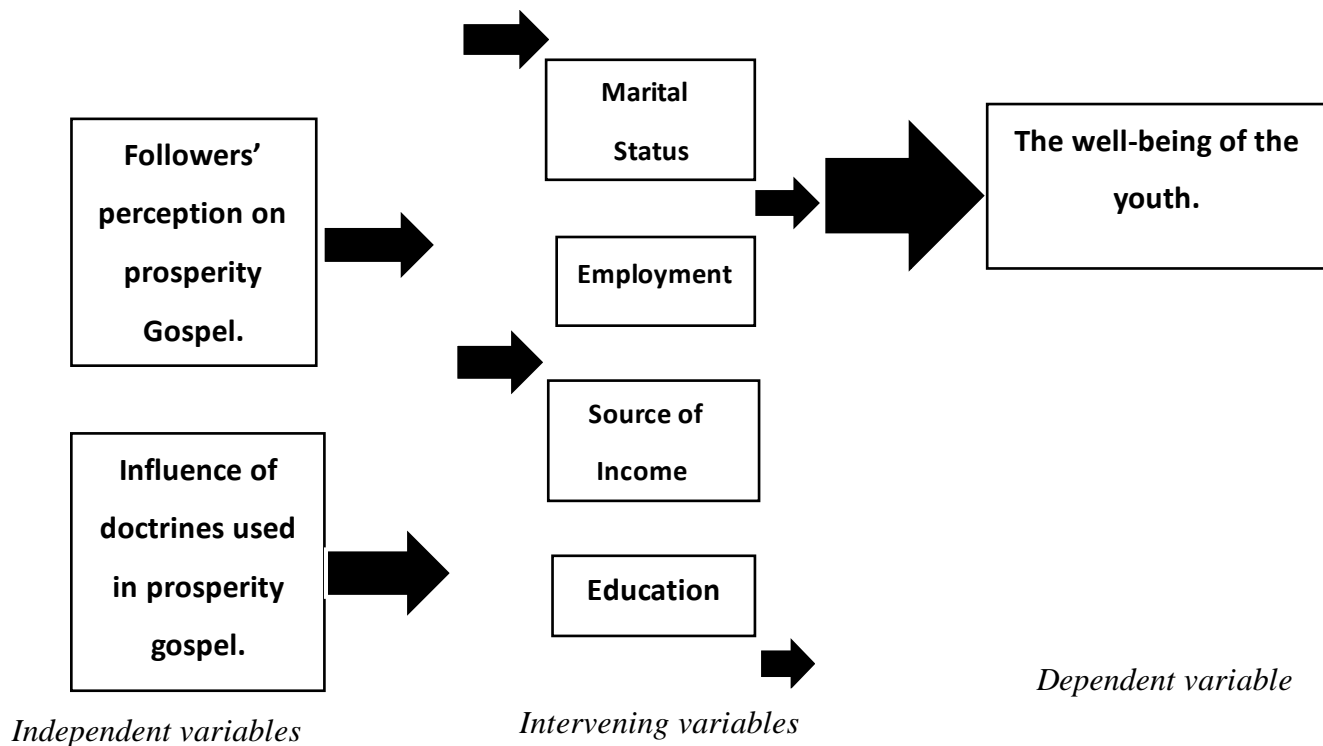 Followers’
perception on
prosperity
Gospel.
Influence of
doctrines used
in prosperity
gospel.
Independent variables
Marital
Status
Employment
Source of
Income
Education
Intervening variables
The well-being of the
youth.
Dependent variable